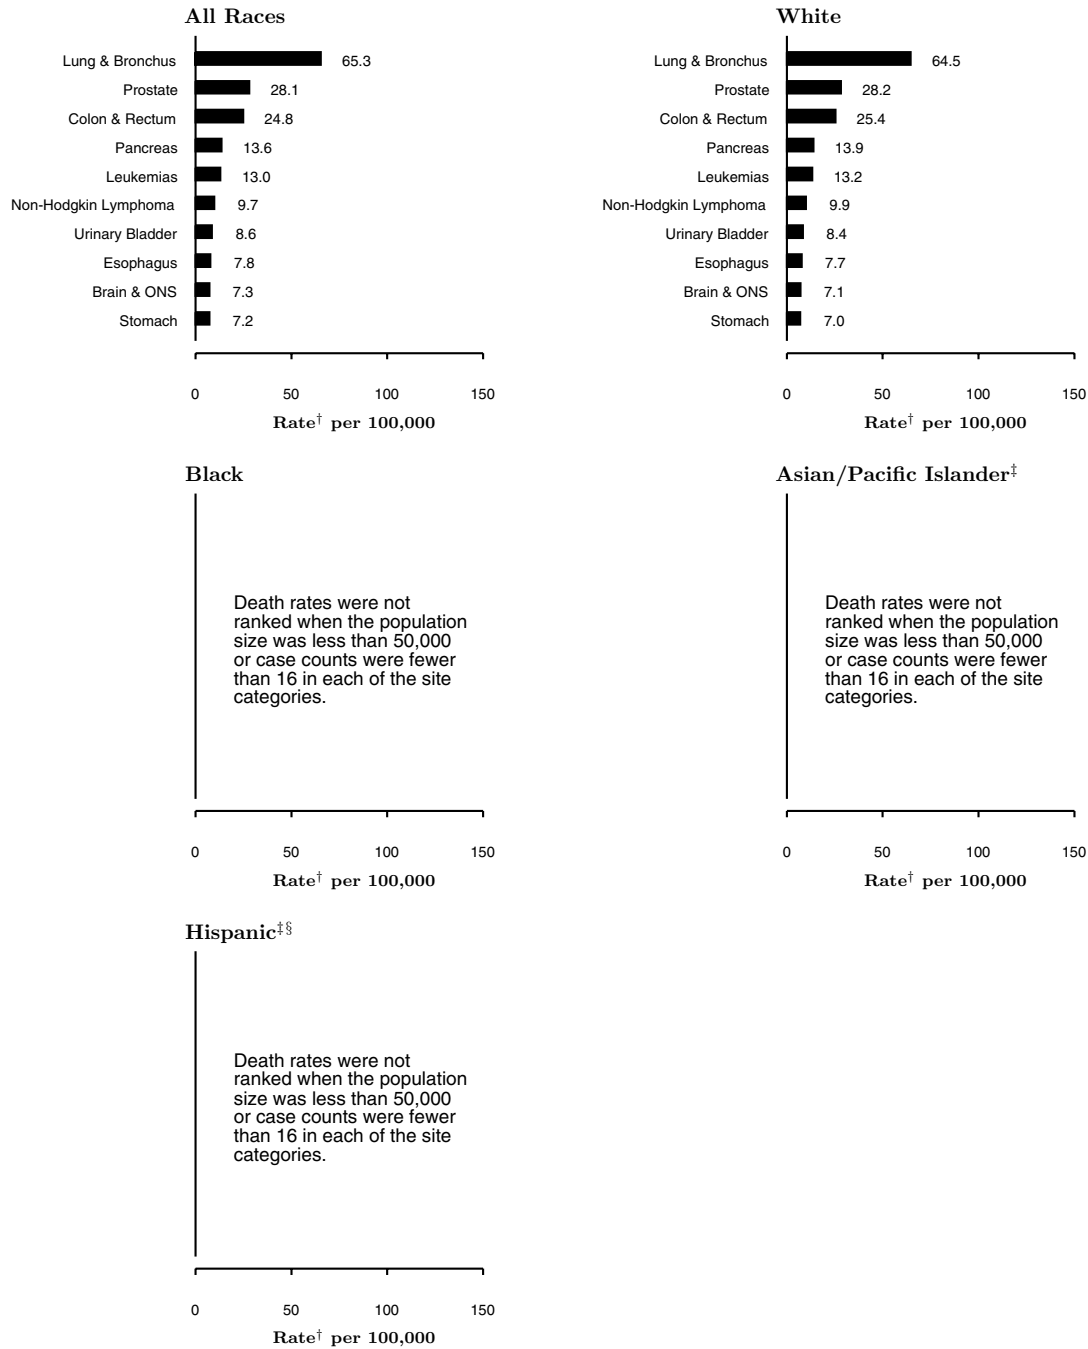 All Races
Lung & Bronchus 65.3
Prostate 28.1
Colon & Rectum 24.8
Pancreas 13.6
Leukemias 13.0
Non-Hodgkin Lymphoma 9.7
Urinary Bladder 8.6
Esophagus 7.8
Brain & ONS 7.3
Stomach 7.2
0 50 100 150
Rate† per 100,000
White
Lung & Bronchus 64.5
Prostate 28.2
Colon & Rectum 25.4
Pancreas 13.9
Leukemias 13.2
Non-Hodgkin Lymphoma 9.9
Urinary Bladder 8.4
Esophagus 7.7
Brain & ONS 7.1
Stomach 7.0
0 50 100 150
Rate† per 100,000
Black
Death rates were not
ranked when the population
size was less than 50,000
or case counts were fewer
than 16 in each of the site
categories.
0 50 100 150
Rate† per 100,000
Asian/Pacific Islander‡
Death rates were not
ranked when the population
size was less than 50,000
or case counts were fewer
than 16 in each of the site
categories.
0 50 100 150
Rate† per 100,000
Hispanic‡§
Death rates were not
ranked when the population
size was less than 50,000
or case counts were fewer
than 16 in each of the site
categories.
0 50 100 150
Rate† per 100,000